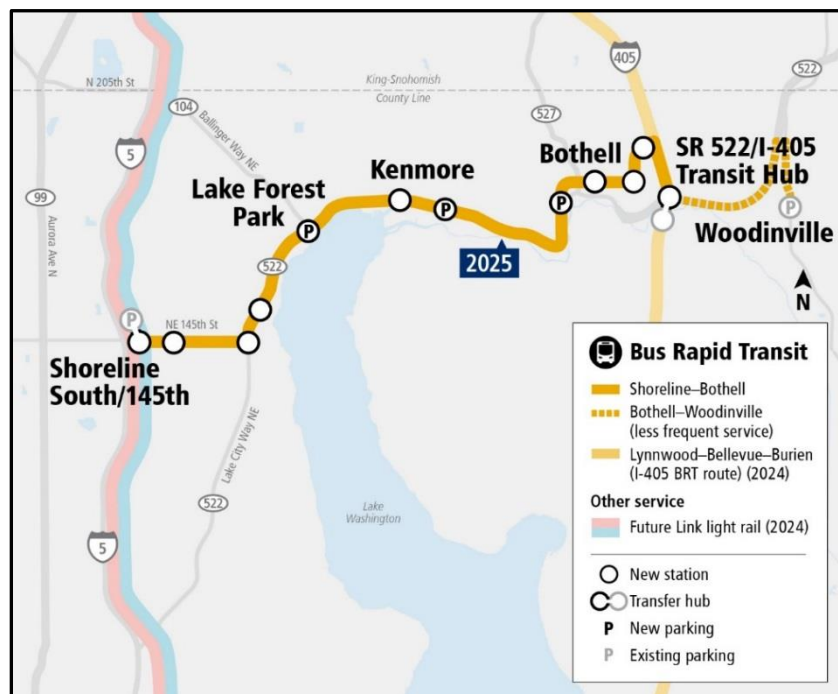 405
522
N 205th St
King-Snohomish
County Line
104
Ballinger Way NE
527
5
99
Aurora Ave N
Bothell
SR 522/I-405
Transit Hub
Kenmore
Lake Forest
Park
P
P
P
P
Woodinville
2025
522
N
P
NE 145th St
Shoreline
South/145th
Lake City Way NE
522
Lake
Washington
5
Bus Rapid Transit
Shoreline–Bothell
Bothell–Woodinville
(less frequent service)
Lynnwood–Bellevue–Burien
(I-405 BRT route) (2024)
Other service
Future Link light rail (2024)
New station
Transfer hub
P New parking
P Existing parking